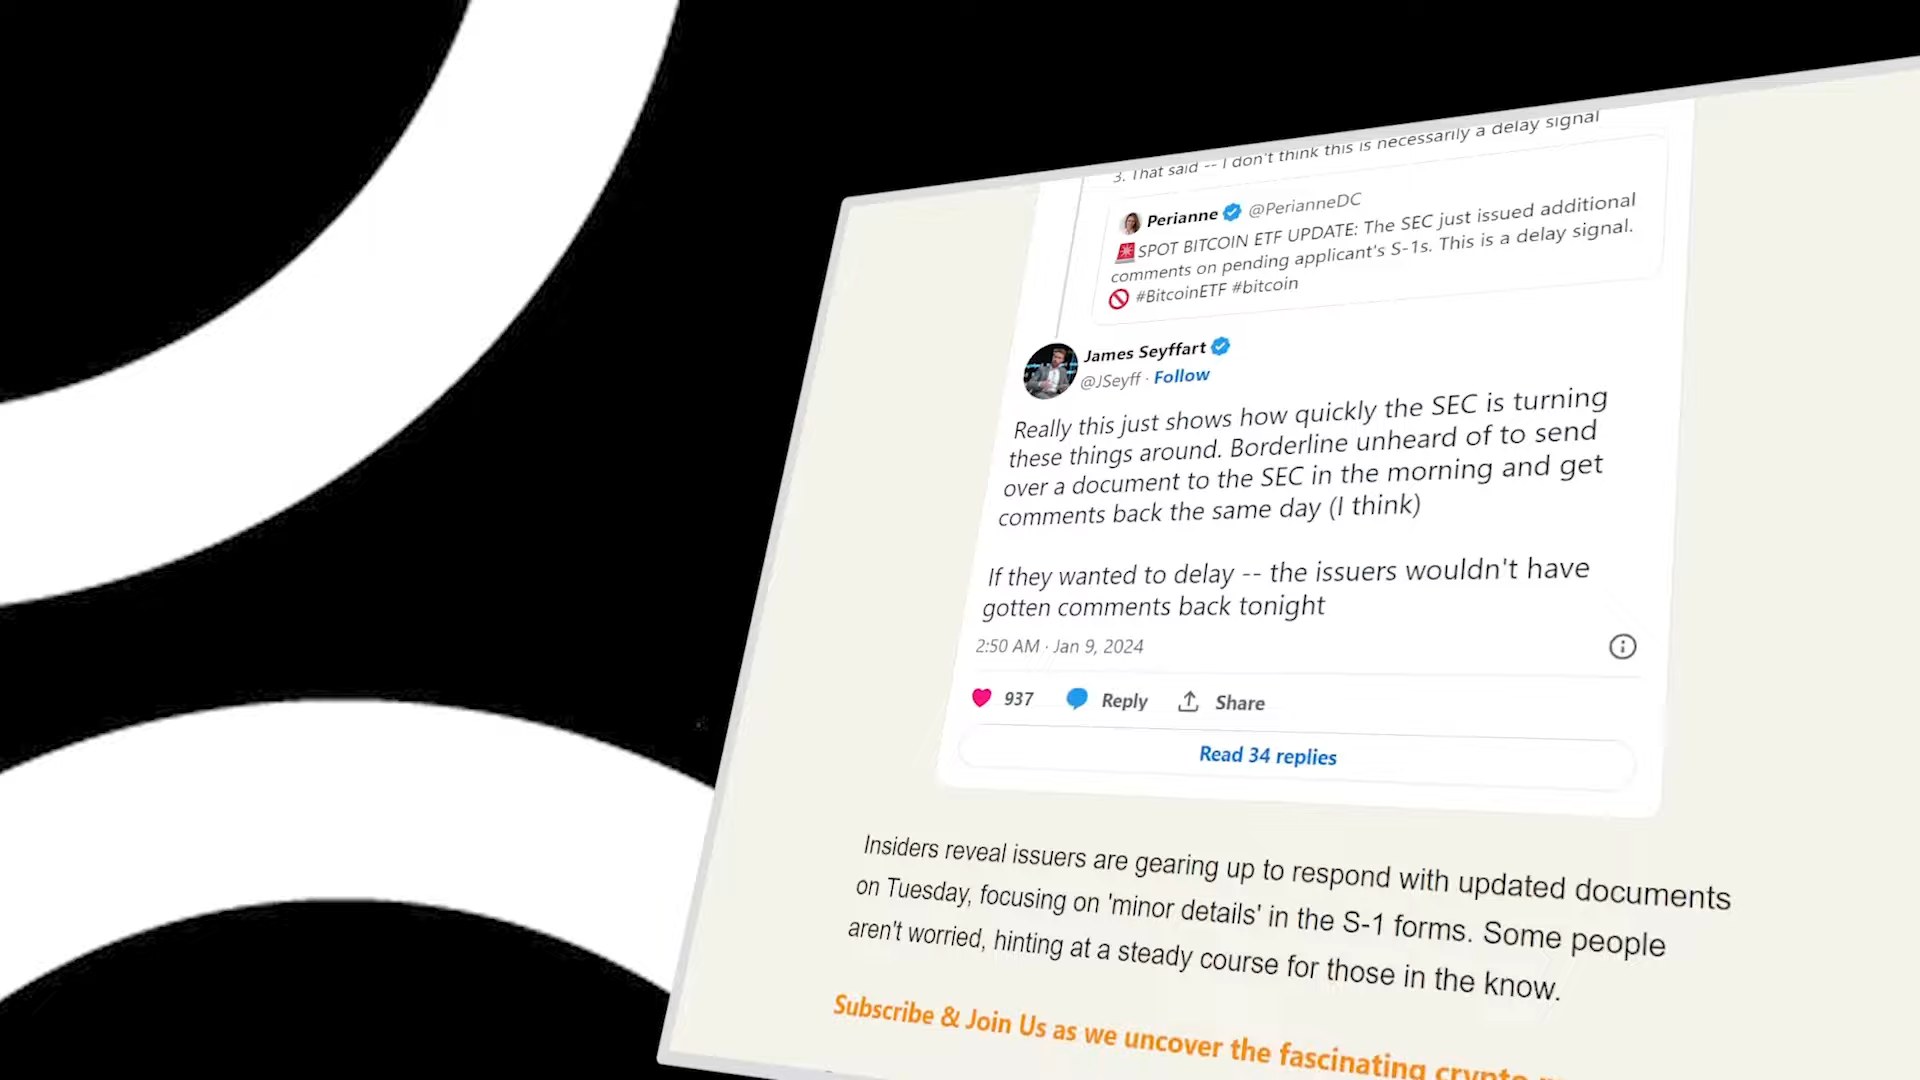 3. That said -- I don't think this is necessarily a delay signal
Perianne @PerianneDC
SPOT BITCOIN ETF UPDATE: The SEC just issued additional
comments on pending applicant's S-1s. This is a delay signal.
#BitcoinETF #bitcoin
James Seyffart
@JSeyff · Follow
Really this just shows how quickly the SEC is turning
these things around. Borderline unheard of to send
over a document to the SEC in the morning and get
comments back the same day (I think)
If they wanted to delay -- the issuers wouldn't have
gotten comments back tonight
2:50 AM · Jan 9, 2024
937 Reply Share
Read 34 replies
Insiders reveal issuers are gearing up to respond with updated documents
on Tuesday, focusing on 'minor details' in the S-1 forms. Some people
aren't worried, hinting at a steady course for those in the know.
Subscribe & Join Us as we uncover the fascinating crypto